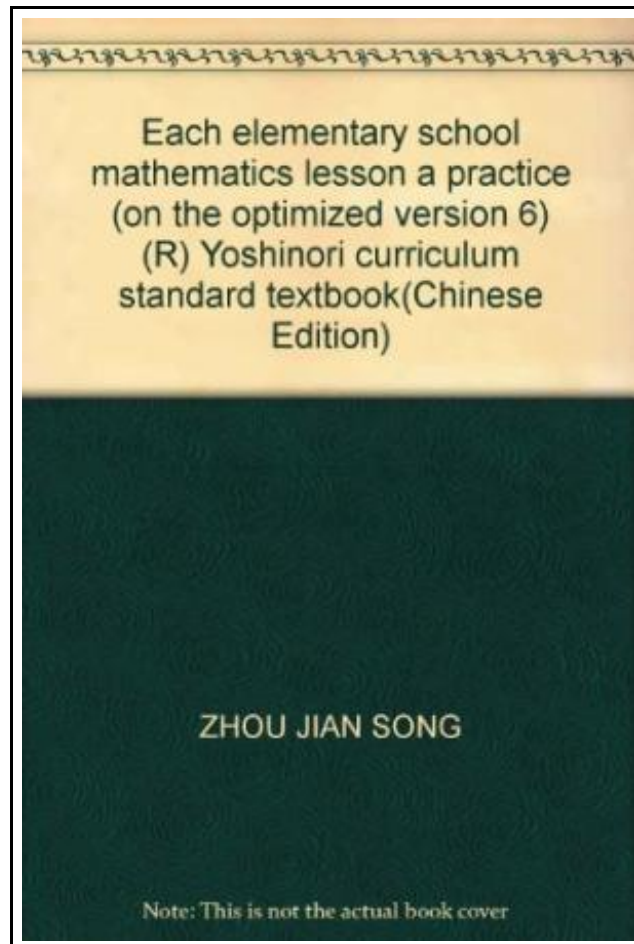 Each elementary school
mathematics lesson a practice
(on the optimized version 6)
(R) Yoshinori curriculum
standard textbook(Chinese
Edition)
ZHOU JIAN SONG
Note: This is not the actual book cover